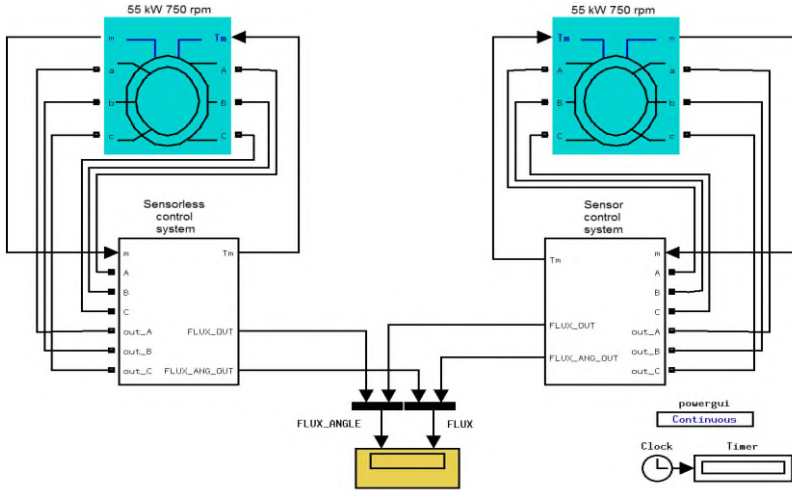 55 kW 750 rpm
55 kW 750 rpm
m
Tm
a
A
b
B
c
C
Tm
m
A
a
B
b
C
c
Sensorless
control
system
Sensor
control
system
m
Tm
A
B
C
out_A
FLUX_OUT
out_B
out_C
FLUX_ANG_OUT
m
Tm
A
B
C
FLUX_OUT
out_A
out_B
FLUX_ANG_OUT
out_C
FLUX_ANGLE
FLUX
powergui
Continuous
Clock
Timer